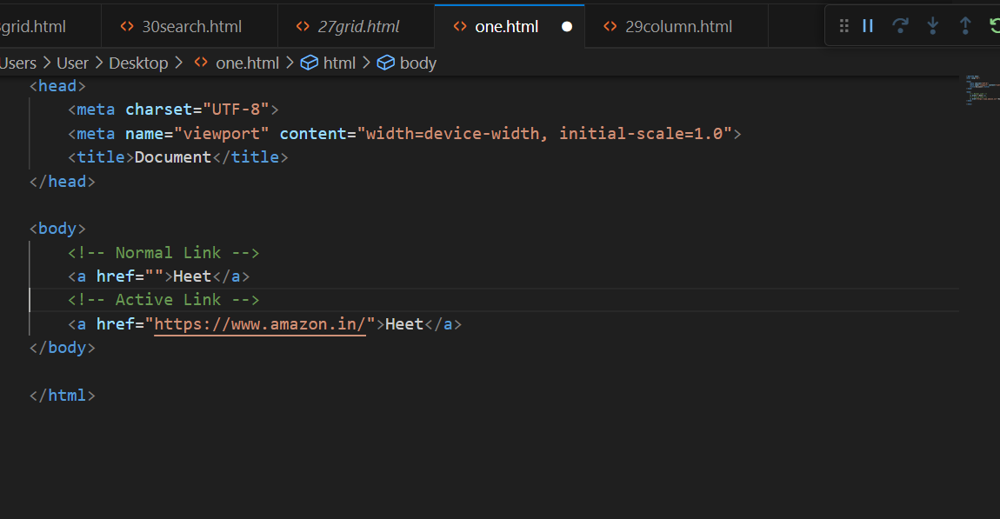 grid.html 30search.html 27grid.html one.html 29column.html
Users > User > Desktop > one.html > html > body
<head>
<meta charset="UTF-8">
<meta name="viewport" content="width=device-width, initial-scale=1.0">
<title>Document</title>
</head>
<body>
<!-- Normal Link -->
<a href="">Heet</a>
<!-- Active Link -->
<a href="https://www.amazon.in/">Heet</a>
</body>
</html>